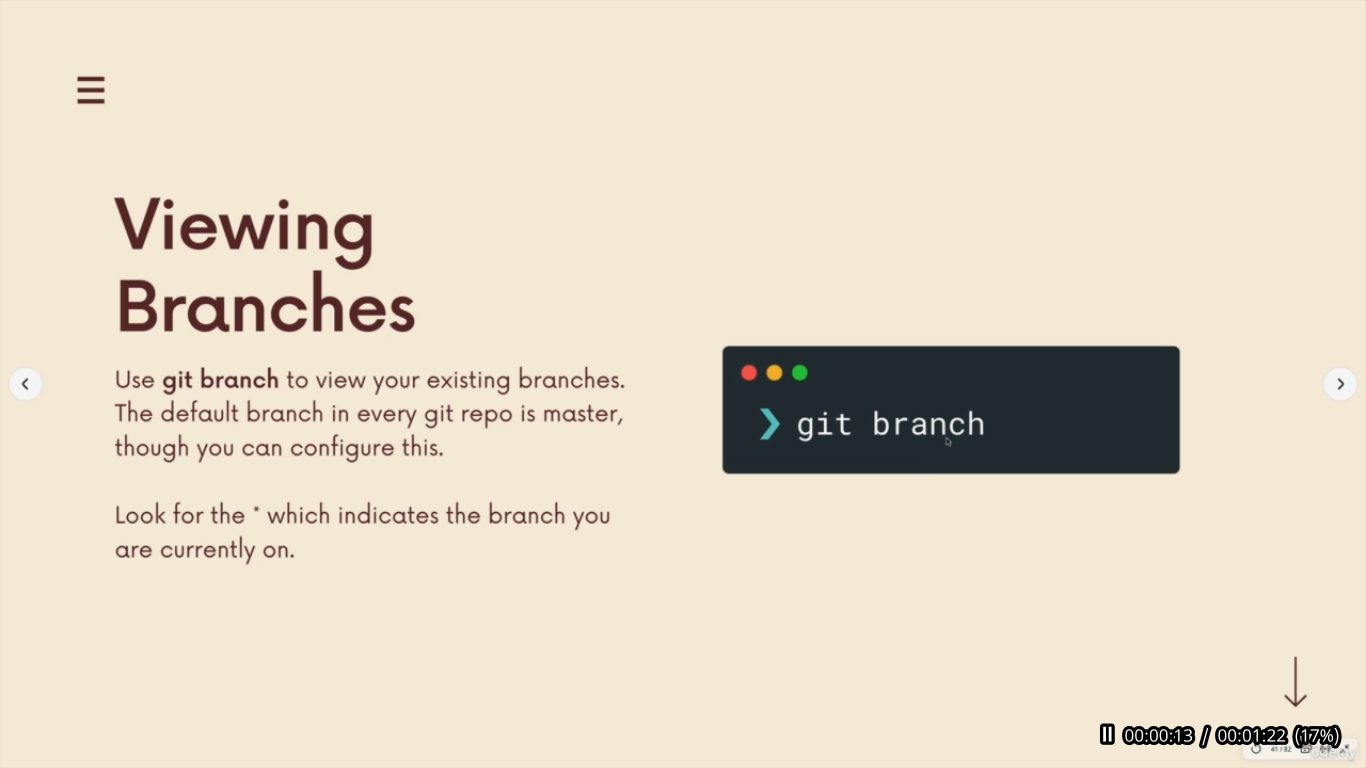 Viewing
Branches
Use git branch to view your existing branches.
The default branch in every git repo is master,
though you can configure this.
Look for the * which indicates the branch you
are currently on.
❯ git branch
00:00:13 / 00:01:22 (17%)
41 / 82